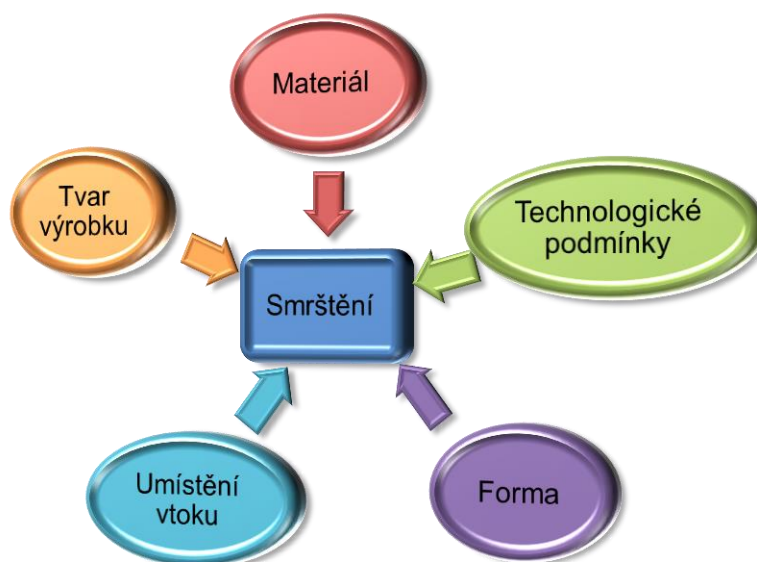 Materiál
Tvar
výrobku
Technologické
podmínky
Smrštění
Umístění
vtoku
Forma